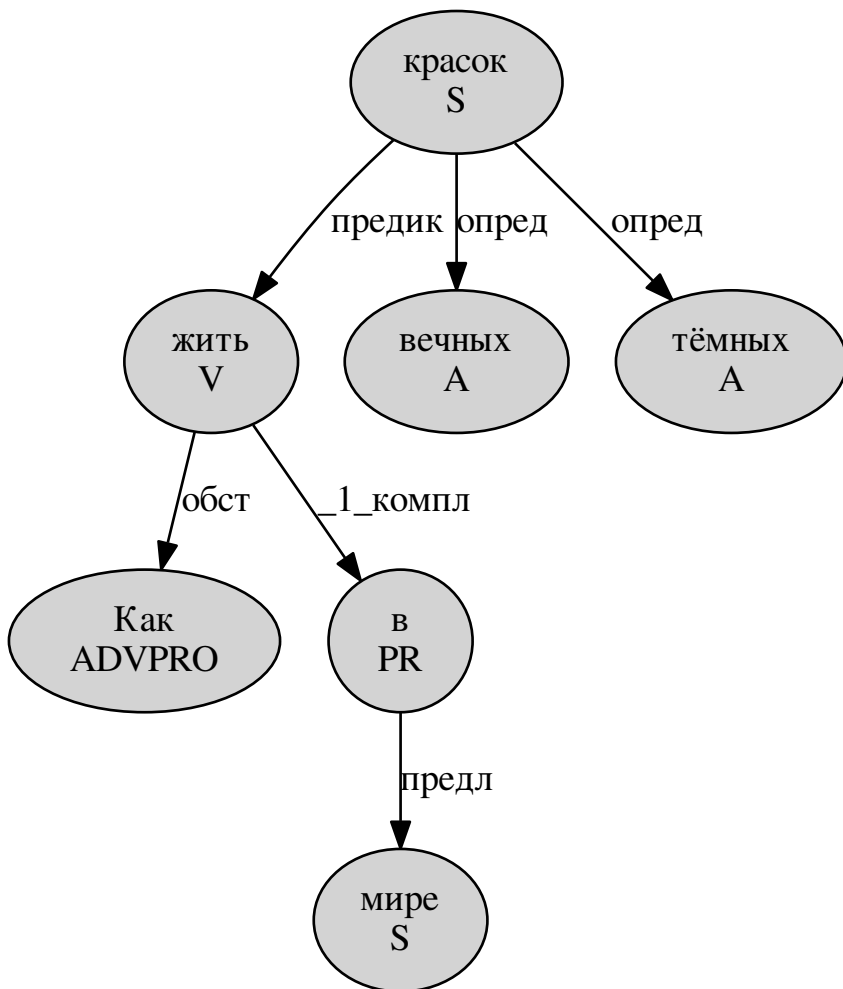 красок
S
предик
опред
опред
жить
V
вечных
A
тёмных
A
обст
_1_компл
Как
ADVPRO
в
PR
предл
мире
S